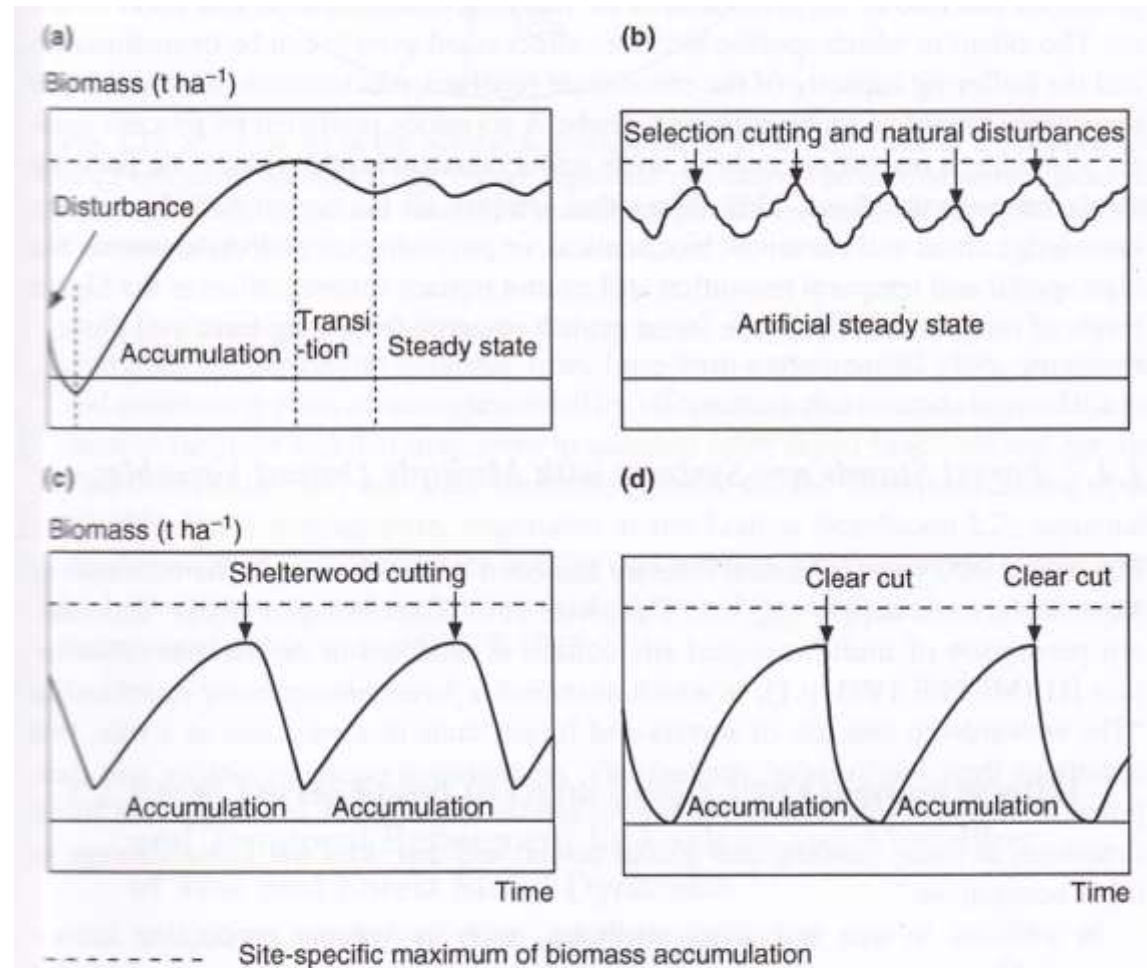 (a)
Biomass (t ha⁻¹)
Disturbance
Accumulation
Transi
-tion
Steady state
(b)
Selection cutting and natural disturbances
Artificial steady state
(c)
Biomass (t ha⁻¹)
Shelterwood cutting
Accumulation
Accumulation
Time
(d)
Clear cut
Clear cut
Accumulation
Accumulation
Time
Site-specific maximum of biomass accumulation